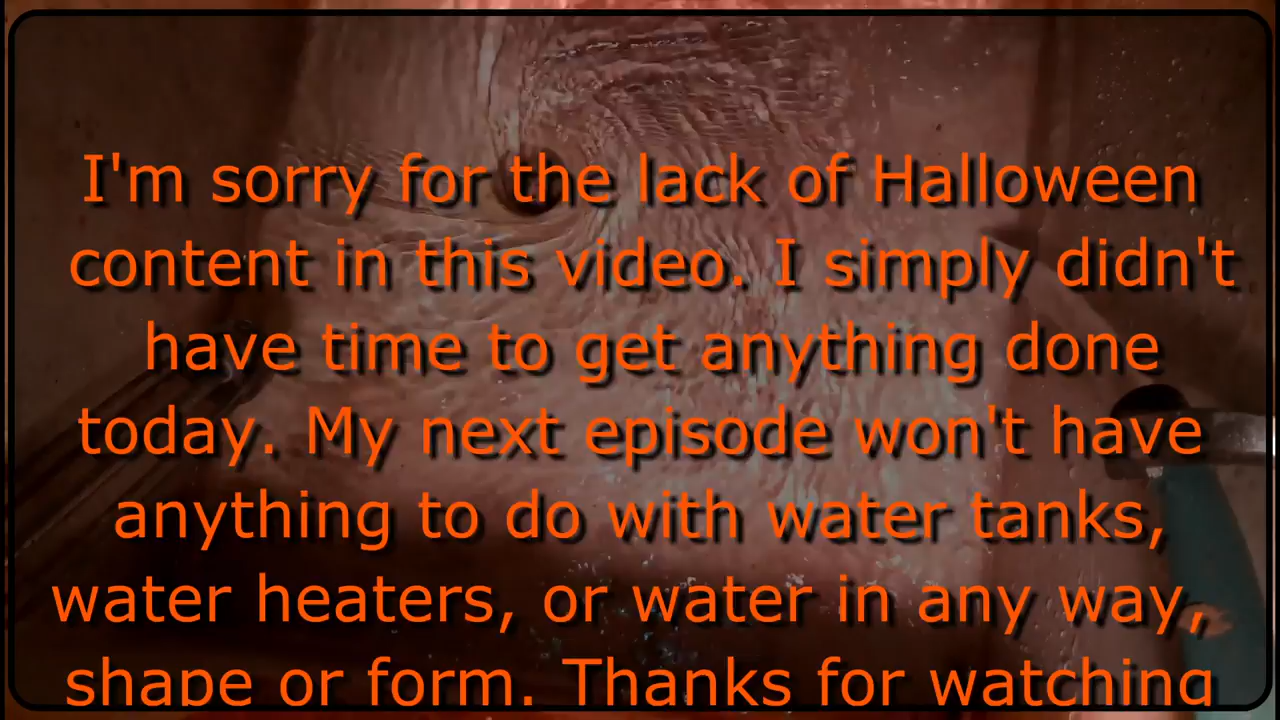 I'm sorry for the lack of Halloween
content in this video. I simply didn't
have time to get anything done
today. My next episode won't have
anything to do with water tanks,
water heaters, or water in any way,
shape or form. Thanks for watching